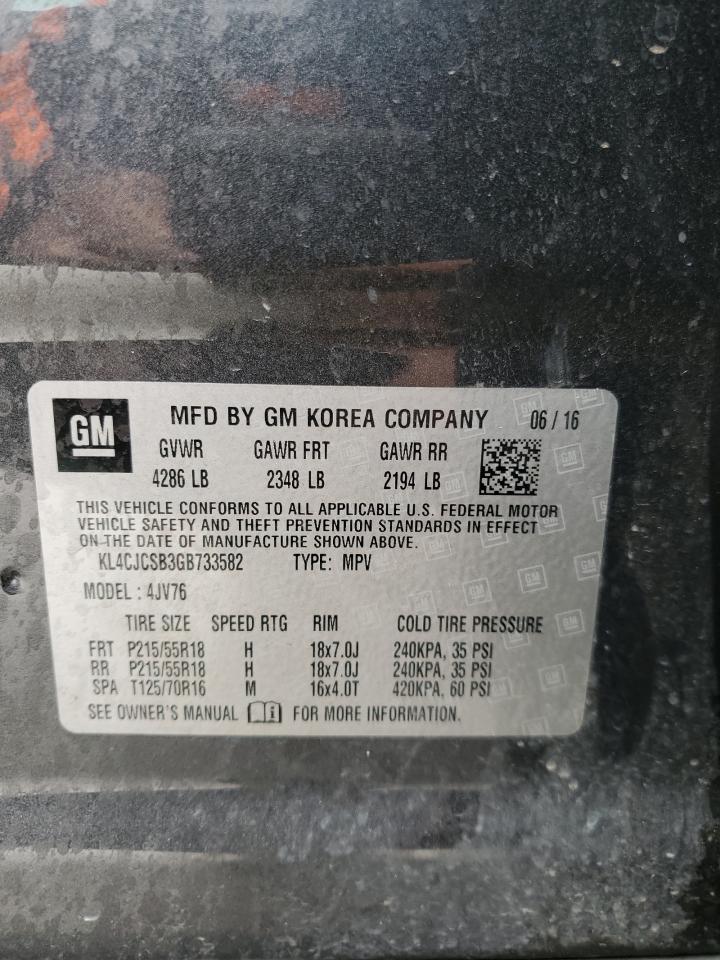 GM MFD BY GM KOREA COMPANY 06 / 16
GVWR GAWR FRT GAWR RR
4286 LB 2348 LB 2194 LB
THIS VEHICLE CONFORMS TO ALL APPLICABLE U.S. FEDERAL MOTOR
VEHICLE SAFETY AND THEFT PREVENTION STANDARDS IN EFFECT
ON THE DATE OF MANUFACTURE SHOWN ABOVE.
KL4CJCSB3GB733582 TYPE: MPV
MODEL : 4JV76
TIRE SIZE SPEED RTG RIM COLD TIRE PRESSURE
FRT P215/55R18 H 18x7.0J 240KPA, 35 PSI
RR P215/55R18 H 18x7.0J 240KPA, 35 PSI
SPA T125/70R16 M 16x4.0T 420KPA, 60 PSI
SEE OWNER'S MANUAL i FOR MORE INFORMATION.